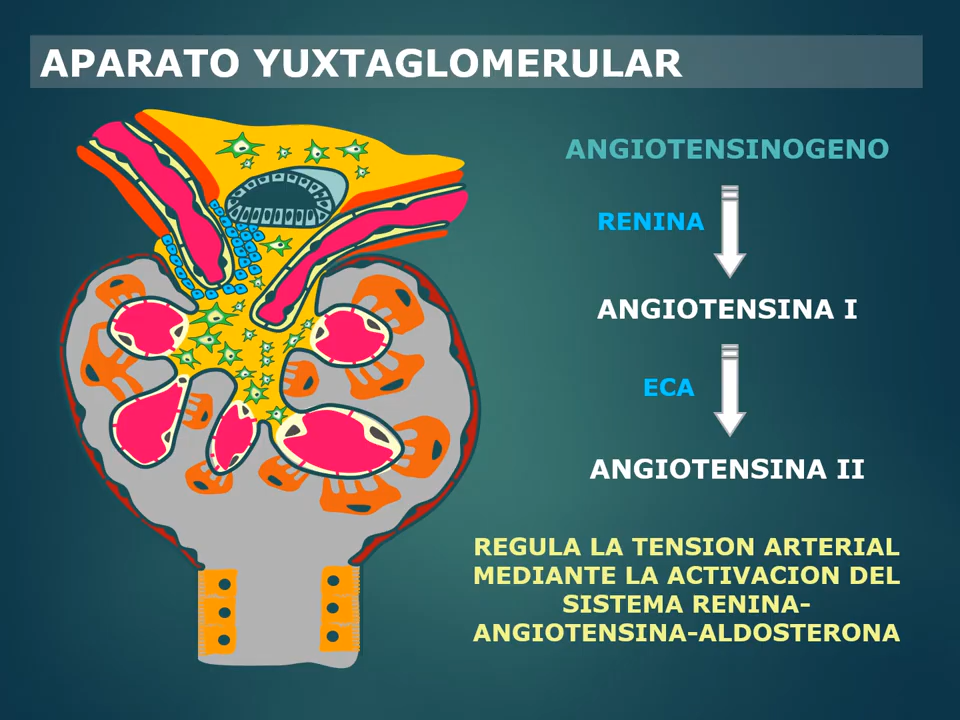 APARATO YUXTAGLOMERULAR
ANGIOTENSINOGENO
RENINA
ANGIOTENSINA I
ECA
ANGIOTENSINA II
REGULA LA TENSION ARTERIAL
MEDIANTE LA ACTIVACION DEL
SISTEMA RENINA-
ANGIOTENSINA-ALDOSTERONA